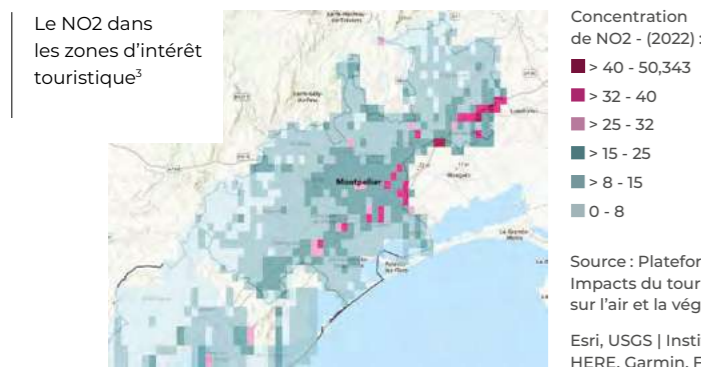 Le NO2 dans
les zones d’intérêt
touristique³
Montpellier
Concentration
de NO2 - (2022) :
> 40 - 50,343
> 32 - 40
> 25 - 32
> 15 - 25
> 8 - 15
0 - 8
Source : Platefor
Impacts du tour
sur l’air et la vég
Esri, USGS | Insti
HERE, Garmin, F